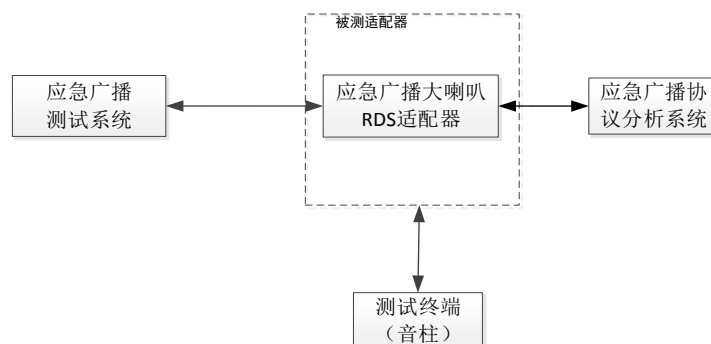 被测适配器
应急广播
测试系统
应急广播大喇叭
RDS适配器
应急广播协
议分析系统
测试终端
（音柱）